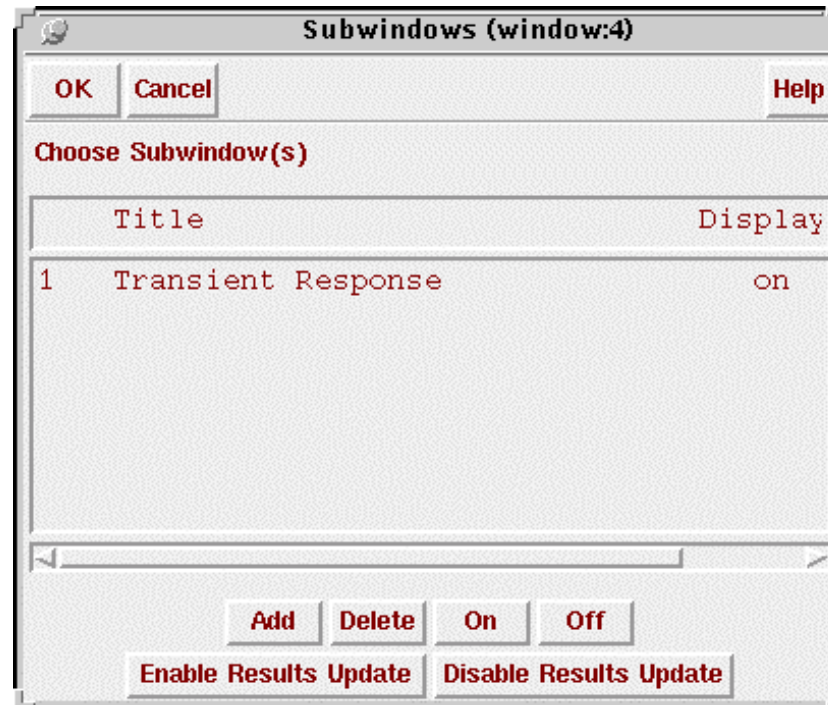 Subwindows (window:4)
OK Cancel Help
Choose Subwindow(s)
Title Display
1 Transient Response on
Add Delete On Off
Enable Results Update Disable Results Update